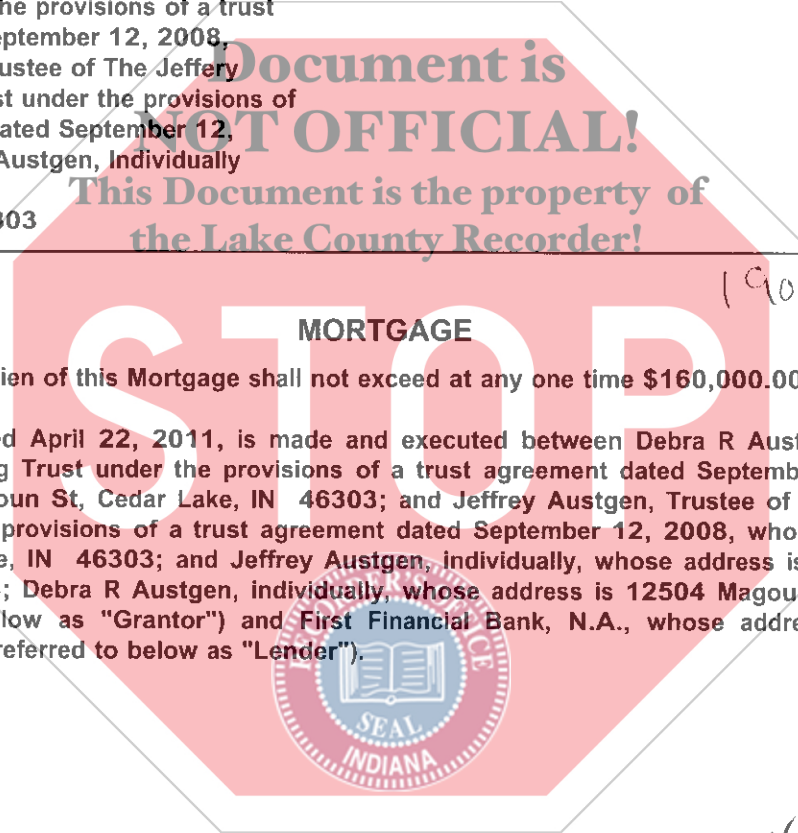 he provisions of a trust
eptember 12, 2008,
ustee of The Jeffery
st under the provisions of
ated September 12,
Austgen, Individually
303
Document is
NOT OFFICIAL!
This Document is the property of
the Lake County Recorder!
190
MORTGAGE
lien of this Mortgage shall not exceed at any one time $160,000.00
ed April 22, 2011, is made and executed between Debra R Aust
g Trust under the provisions of a trust agreement dated Septemb
oun St, Cedar Lake, IN 46303; and Jeffrey Austgen, Trustee of
provisions of a trust agreement dated September 12, 2008, who
e, IN 46303; and Jeffrey Austgen, individually, whose address is
; Debra R Austgen, individually, whose address is 12504 Magou
low as "Grantor") and First Financial Bank, N.A., whose addre
referred to below as "Lender").
STOP
RECORDER'S OFFICE
SEAL
INDIANA